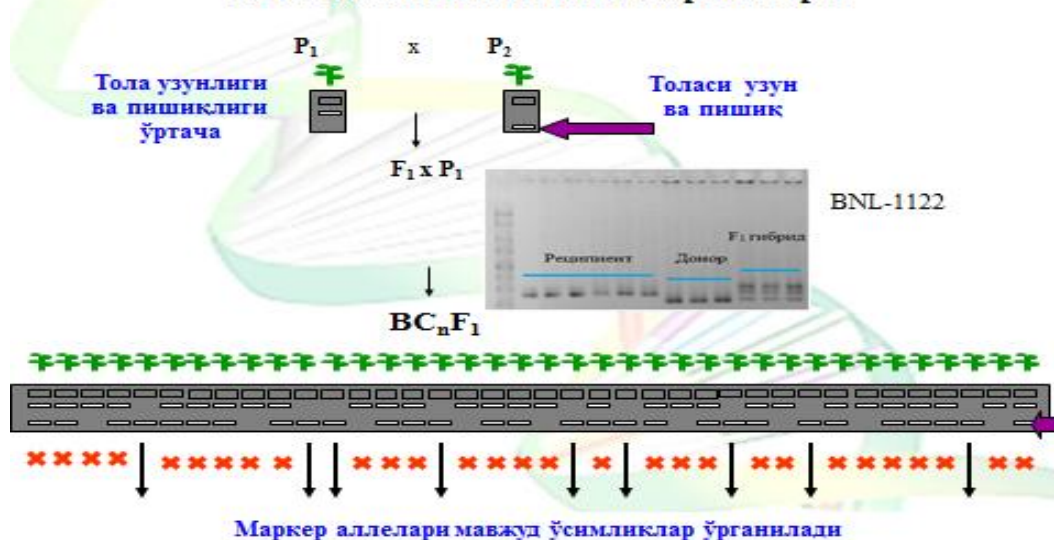 P₁ x P₂
Тола узунлиги
ва пишиқлиги
ўртача
Толаси узун
ва пишиқ
F₁ x P₁
BNL-1122
F₁ гибрид
Реципиент Донор
BCₙF₁
Маркер аллелари мавжуд ўсимликлар ўрганилади